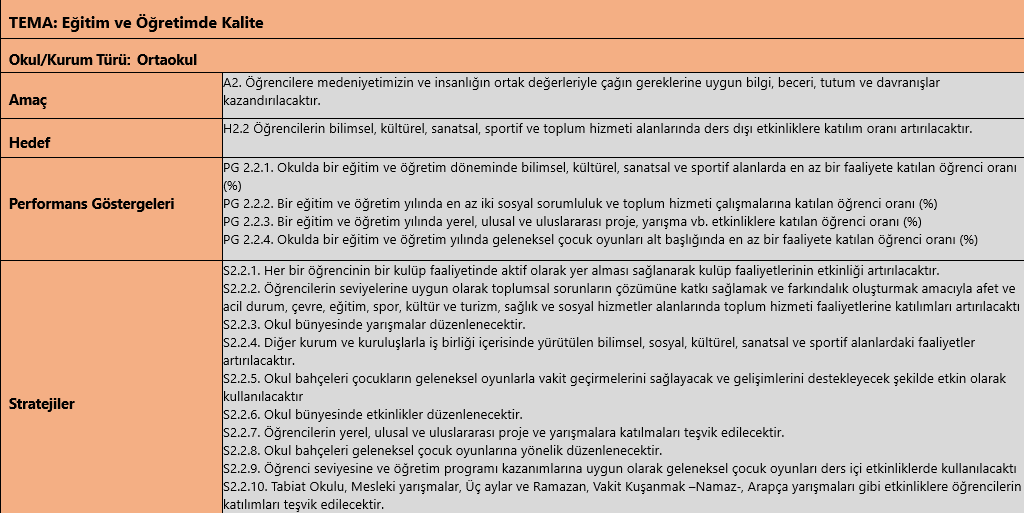 TEMA: Eğitim ve Öğretimde Kalite
Okul/Kurum Türü: Ortaokul
Amaç
A2. Öğrencilere medeniyetimizin ve insanlığın ortak değerleriyle çağın gereklerine uygun bilgi, beceri, tutum ve davranışlar
kazandırılacaktır.
Hedef
H2.2 Öğrencilerin bilimsel, kültürel, sanatsal, sportif ve toplum hizmeti alanlarında ders dışı etkinliklere katılım oranı artırılacaktır.
Performans Göstergeleri
PG 2.2.1. Okulda bir eğitim ve öğretim döneminde bilimsel, kültürel, sanatsal ve sportif alanlarda en az bir faaliyete katılan öğrenci oranı
(%)
PG 2.2.2. Bir eğitim ve öğretim yılında en az iki sosyal sorumluluk ve toplum hizmeti çalışmalarına katılan öğrenci oranı (%)
PG 2.2.3. Bir eğitim ve öğretim yılında yerel, ulusal ve uluslararası proje, yarışma vb. etkinliklere katılan öğrenci oranı (%)
PG 2.2.4. Okulda bir eğitim ve öğretim yılında geleneksel çocuk oyunları alt başlığında en az bir faaliyete katılan öğrenci oranı (%)
Stratejiler
S2.2.1. Her bir öğrencinin bir kulüp faaliyetinde aktif olarak yer alması sağlanarak kulüp faaliyetlerinin etkinliği artırılacaktır.
S2.2.2. Öğrencilerin seviyelerine uygun olarak toplumsal sorunların çözümüne katkı sağlamak ve farkındalık oluşturmak amacıyla afet ve
acil durum, çevre, eğitim, spor, kültür ve turizm, sağlık ve sosyal hizmetler alanlarında toplum hizmeti faaliyetlerine katılımları artırılacaktı
S2.2.3. Okul bünyesinde yarışmalar düzenlenecektir.
S2.2.4. Diğer kurum ve kuruluşlarla iş birliği içerisinde yürütülen bilimsel, sosyal, kültürel, sanatsal ve sportif alanlardaki faaliyetler
artırılacaktır.
S2.2.5. Okul bahçeleri çocukların geleneksel oyunlarla vakit geçirmelerini sağlayacak ve gelişimlerini destekleyecek şekilde etkin olarak
kullanılacaktır
S2.2.6. Okul bünyesinde etkinlikler düzenlenecektir.
S2.2.7. Öğrencilerin yerel, ulusal ve uluslararası proje ve yarışmalara katılmaları teşvik edilecektir.
S2.2.8. Okul bahçeleri geleneksel çocuk oyunlarına yönelik düzenlenecektir.
S2.2.9. Öğrenci seviyesine ve öğretim programı kazanımlarına uygun olarak geleneksel çocuk oyunları ders içi etkinliklerde kullanılacaktı
S2.2.10. Tabiat Okulu, Mesleki yarışmalar, Üç aylar ve Ramazan, Vakit Kuşanmak –Namaz-, Arapça yarışmaları gibi etkinliklere öğrencilerin
katılımları teşvik edilecektir.